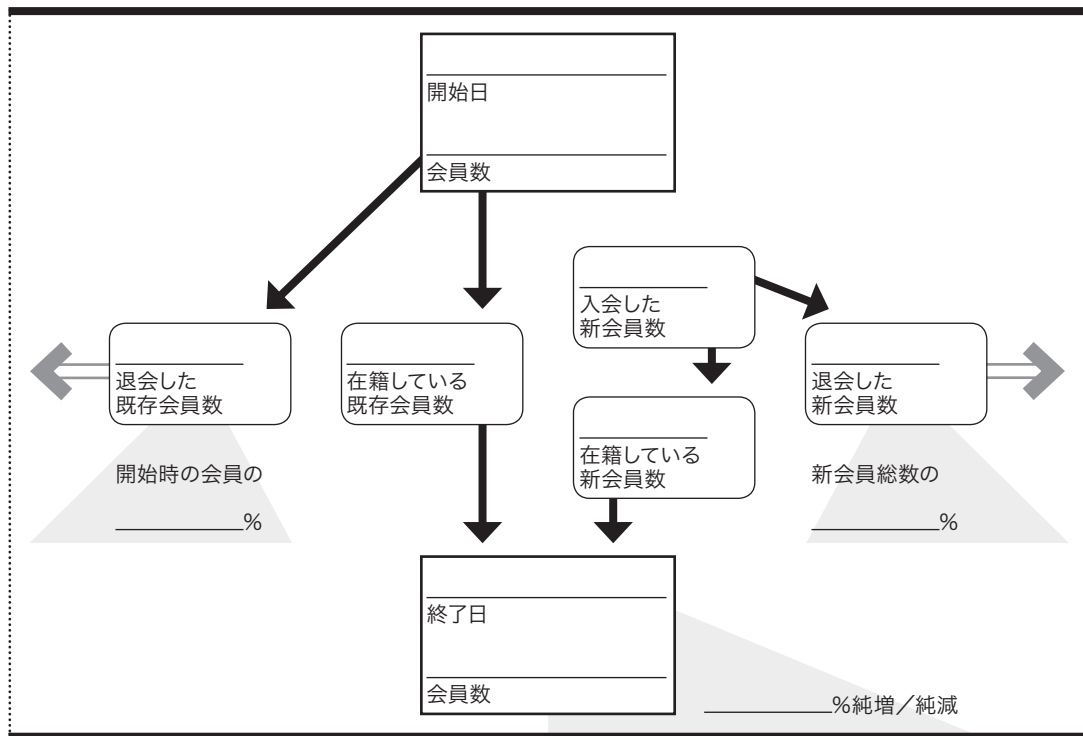 開始日
会員数
入会した
新会員数
退会した
既存会員数
在籍している
既存会員数
退会した
新会員数
在籍している
新会員数
開始時の会員の
%
新会員総数の
%
終了日
会員数
%純増／純減